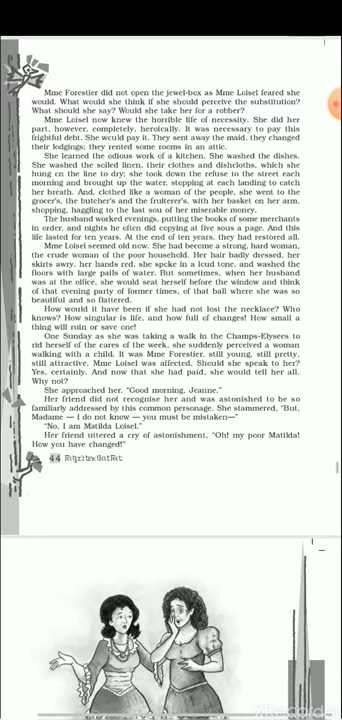 Mme Forestier did not open the jewel-box as Mme Loisel feared she
would. What would she think if she should perceive the substitution?
What should she say? Would she take her for a robber?
Mme Loisel now knew the horrible life of necessity. She did her
part, however, completely, heroically. It was necessary to pay this
frightful debt. She would pay it. They sent away the maid, they changed
their lodgings; they rented some rooms in an attic.
She learned the odious work of a kitchen. She washed the dishes.
She washed the soiled linen, their clothes and dishcloths, which she
hung on the line to dry; she took down the refuse to the street each
morning and brought up the water, stopping at each landing to catch
her breath. And, clothed like a woman of the people, she went to the
grocer's, the butcher's and the fruiterer's, with her basket on her arm,
shopping, haggling to the last sou of her miserable money.
The husband worked evenings, putting the books of some merchants
in order, and nights he often did copying at five sous a page. And this
life lasted for ten years. At the end of ten years, they had restored all.
Mme Loisel seemed old now. She had become a strong, hard woman,
the crude woman of the poor household. Her hair badly dressed, her
skirts awry, her hands red, she spoke in a loud tone, and washed the
floors with large pails of water. But sometimes, when her husband
was at the office, she would seat herself before the window and think
of that evening party of former times, of that ball where she was so
beautiful and so flattered.
How would it have been if she had not lost the necklace? Who
knows? How singular is life, and how full of changes! How small a
thing will ruin or save one!
One Sunday as she was taking a walk in the Champs-Elysees to
rid herself of the cares of the week, she suddenly perceived a woman
walking with a child. It was Mme Forestier, still young, still pretty,
still attractive. Mme Loisel was affected. Should she speak to her?
Yes, certainly. And now that she had paid, she would tell her all.
Why not?
She approached her. “Good morning, Jeanne.”
Her friend did not recognise her and was astonished to be so
familiarly addressed by this common personage. She stammered, “But,
Madame — I do not know — you must be mistaken—”
“No, I am Matilda Loisel.”
Her friend uttered a cry of astonishment, “Oh! my poor Matilda!
How you have changed!”
44
XRecorder